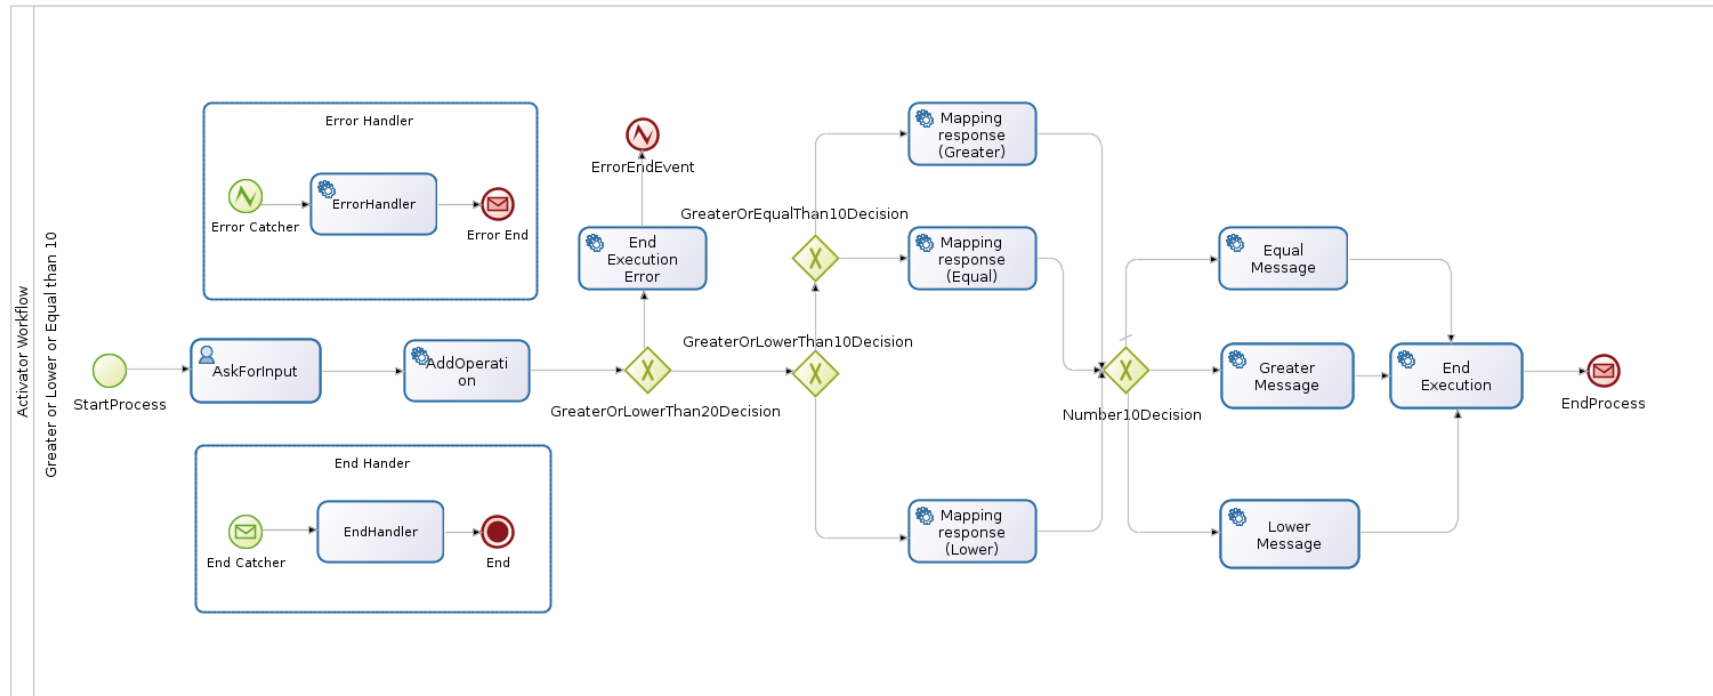 Activator Workflow
Greater or Lower or Equal than 10
Error Handler
Error Catcher
ErrorHandler
Error End
StartProcess
AskForInput
AddOperati
on
End Hander
End Catcher
EndHandler
End
ErrorEndEvent
End
Execution
Error
GreaterOrLowerThan20Decision
GreaterOrEqualThan10Decision
GreaterOrLowerThan10Decision
Mapping
response
(Greater)
Mapping
response
(Equal)
Mapping
response
(Lower)
Number10Decision
Equal
Message
Greater
Message
Lower
Message
End
Execution
EndProcess